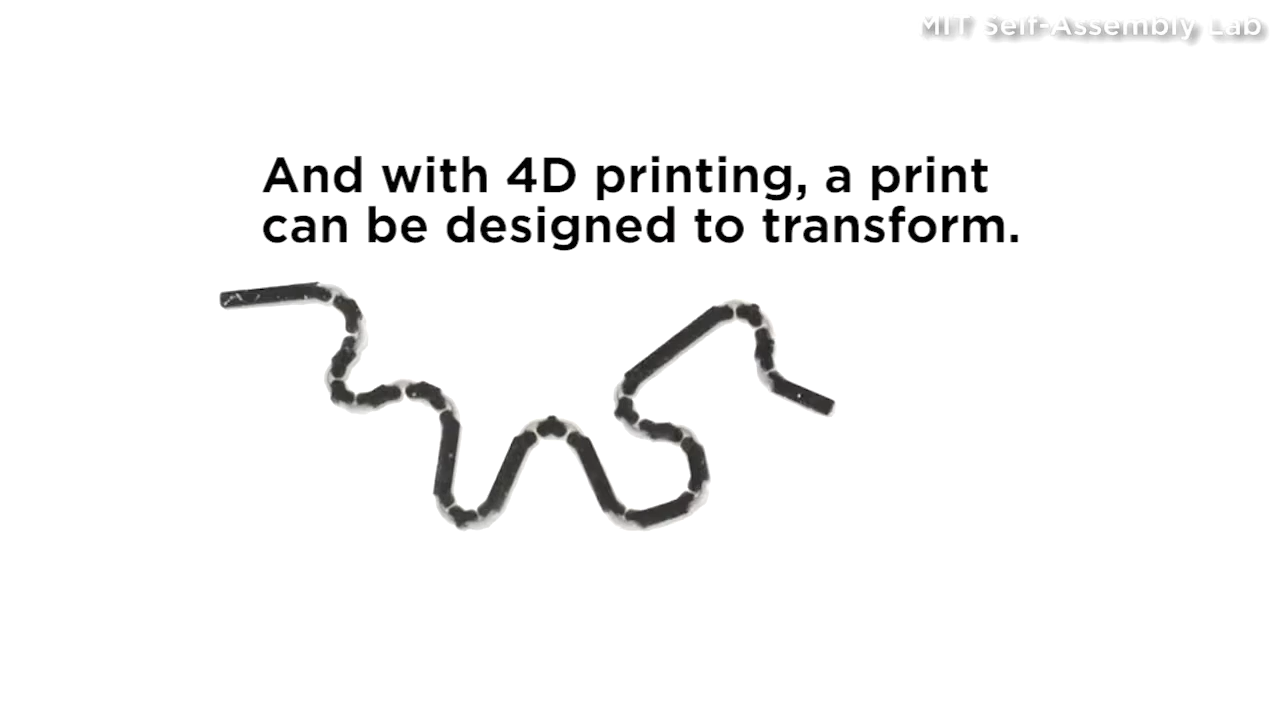 MIT Self-Assembly Lab
And with 4D printing, a print
can be designed to transform.